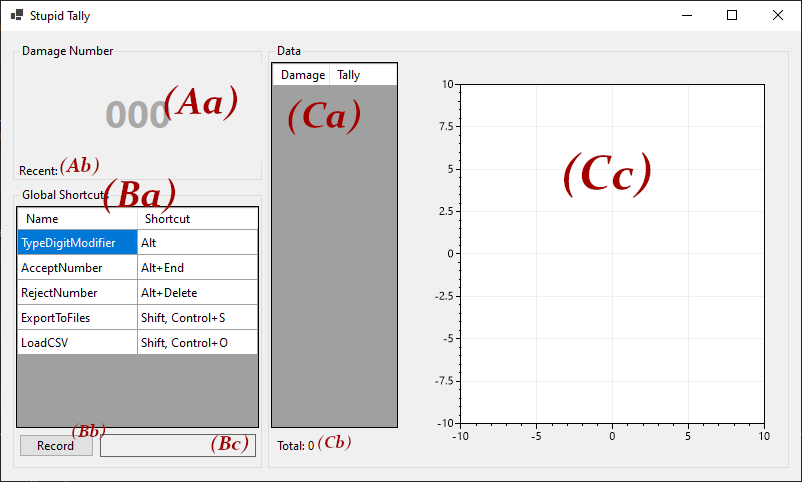 Stupid Tally
Damage Number
000 (Aa)
Recent: (Ab)
Global Shortcuts (Ba)
Name Shortcut
TypeDigitModifier Alt
AcceptNumber Alt+End
RejectNumber Alt+Delete
ExportToFiles Shift, Control+S
LoadCSV Shift, Control+O
Record (Bb) (Bc)
Data
Damage Tally
(Ca)
Total: 0 (Cb)
(Cc)
10
7.5
5
2.5
0
-2.5
-5
-7.5
-10
-10 -5 0 5 10